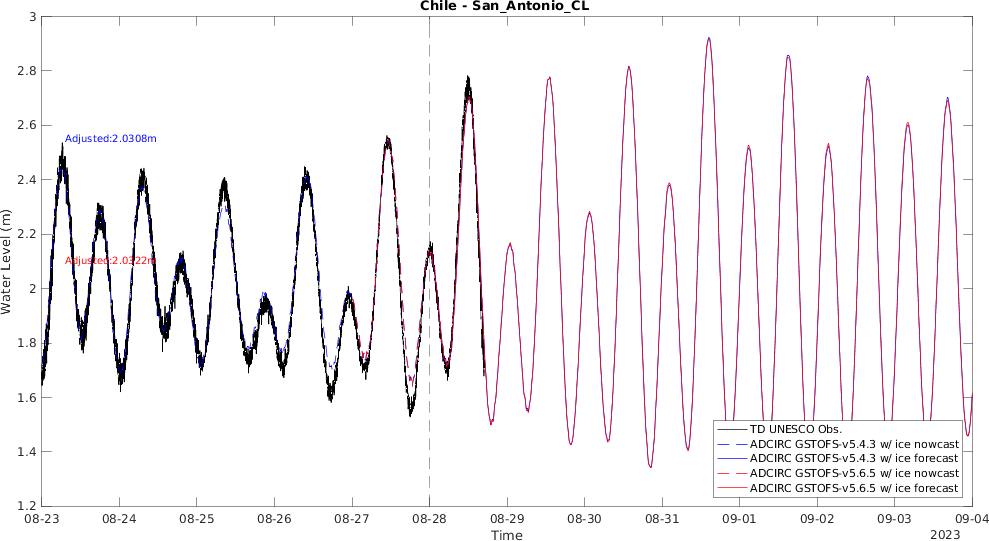 Chile - San_Antonio_CL
3
2.8
2.6
2.4
2.2
2
1.8
1.6
1.4
1.2
Water Level (m)
Adjusted:2.0308m
Adjusted:2.0322m
TD UNESCO Obs.
ADCIRC GSTOFS-v5.4.3 w/ ice nowcast
ADCIRC GSTOFS-v5.4.3 w/ ice forecast
ADCIRC GSTOFS-v5.6.5 w/ ice nowcast
ADCIRC GSTOFS-v5.6.5 w/ ice forecast
08-23 08-24 08-25 08-26 08-27 08-28 08-29 08-30 08-31 09-01 09-02 09-03 09-04
Time
2023